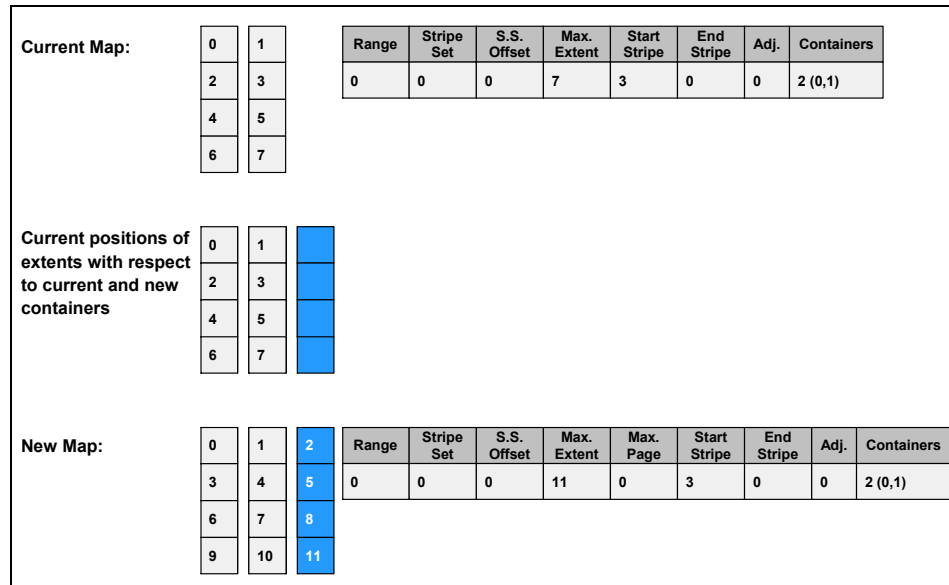 Current Map:
0 1
2 3
4 5
6 7
Range Stripe Set S.S. Offset Max. Extent Start Stripe End Stripe Adj. Containers
0 0 0 7 3 0 0 2 (0,1)
Current positions of
extents with respect
to current and new
containers
0 1
2 3
4 5
6 7
New Map:
0 1 2
3 4 5
6 7 8
9 10 11
Range Stripe Set S.S. Offset Max. Extent Max. Page Start Stripe End Stripe Adj. Containers
0 0 0 11 0 3 0 0 2 (0,1)